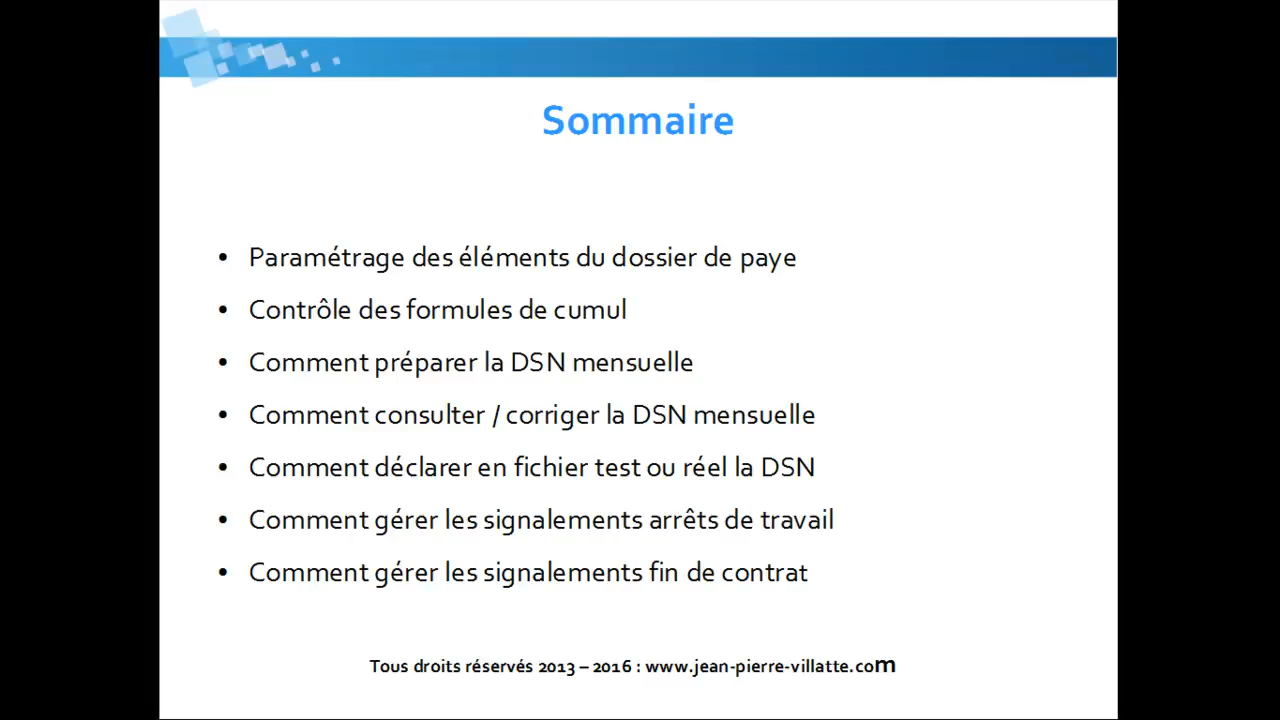 Sommaire
• Paramétrage des éléments du dossier de paye
• Contrôle des formules de cumul
• Comment préparer la DSN mensuelle
• Comment consulter / corriger la DSN mensuelle
• Comment déclarer en fichier test ou réel la DSN
• Comment gérer les signalements arrêts de travail
• Comment gérer les signalements fin de contrat
Tous droits réservés 2013 – 2016 : www.jean-pierre-villatte.com